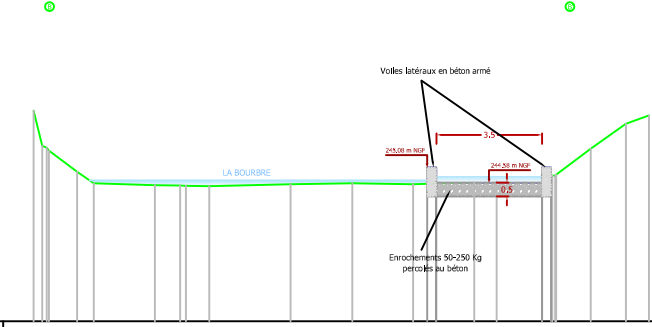 Voiles latéraux en béton armé
3.5
245,08 m NGF
244,58 m NGF
LA BOURBRE
0.5
Enrochements 50-250 Kg
percolés au béton